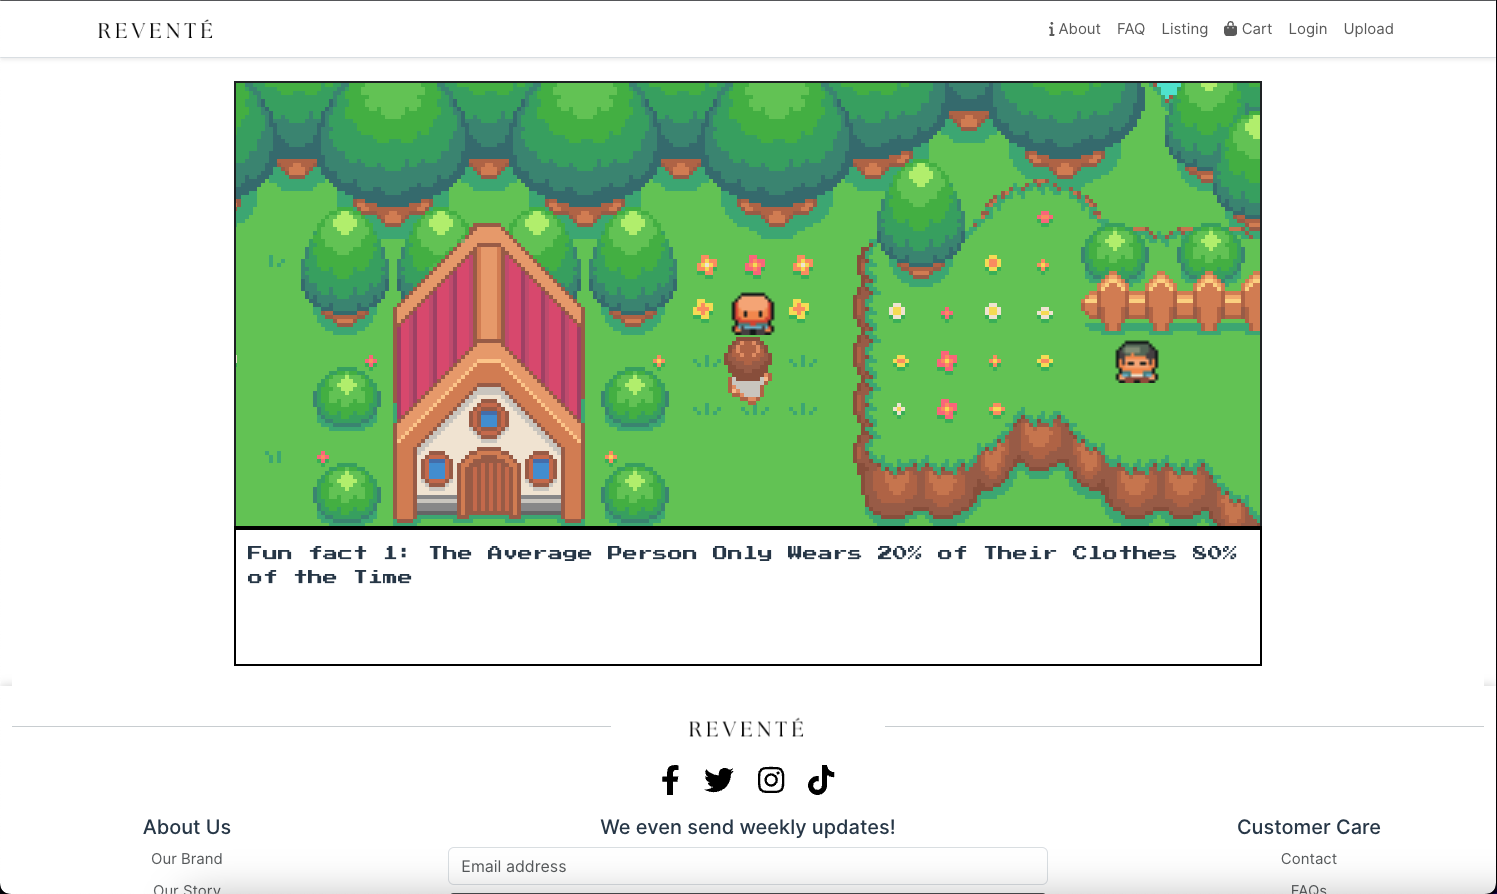 REVENTÉ
About FAQ Listing Cart Login Upload
Fun fact 1: The Average Person Only Wears 20% of Their Clothes 80%
of the Time
REVENTÉ
About Us
Our Brand
Our Story
We even send weekly updates!
Email address
Customer Care
Contact
FAQs